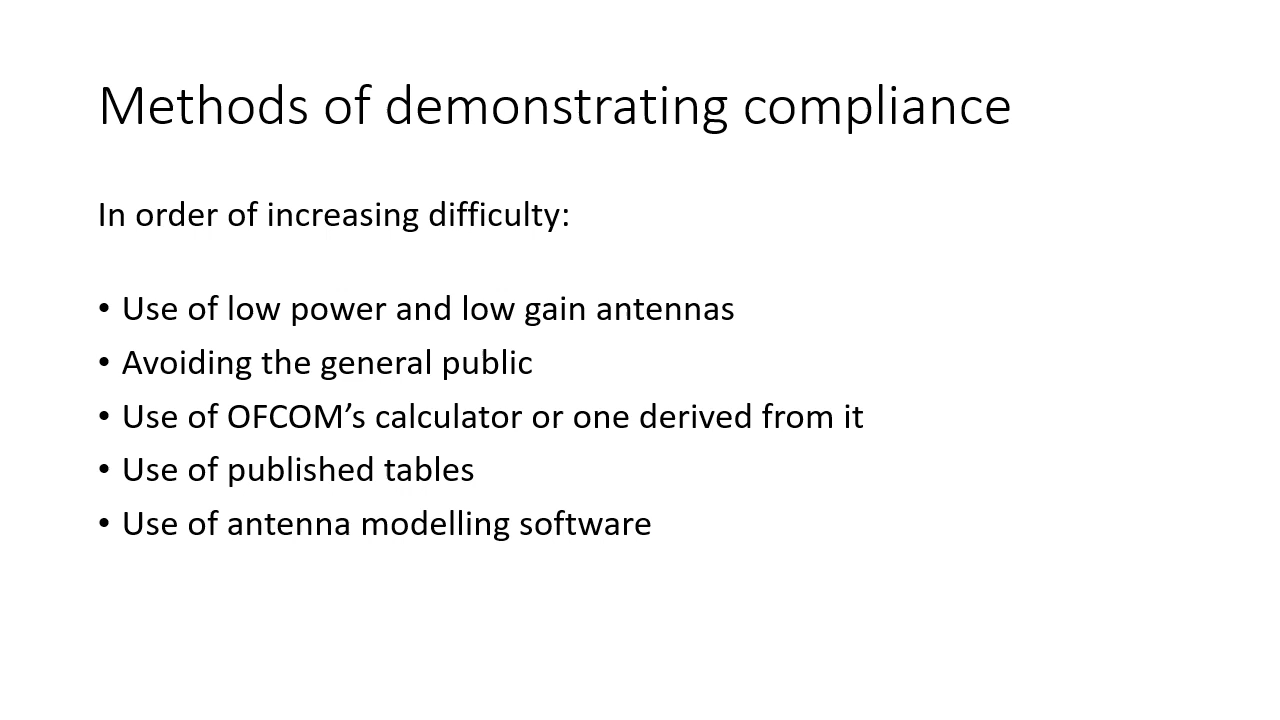 Methods of demonstrating compliance
In order of increasing difficulty:
• Use of low power and low gain antennas
• Avoiding the general public
• Use of OFCOM’s calculator or one derived from it
• Use of published tables
• Use of antenna modelling software